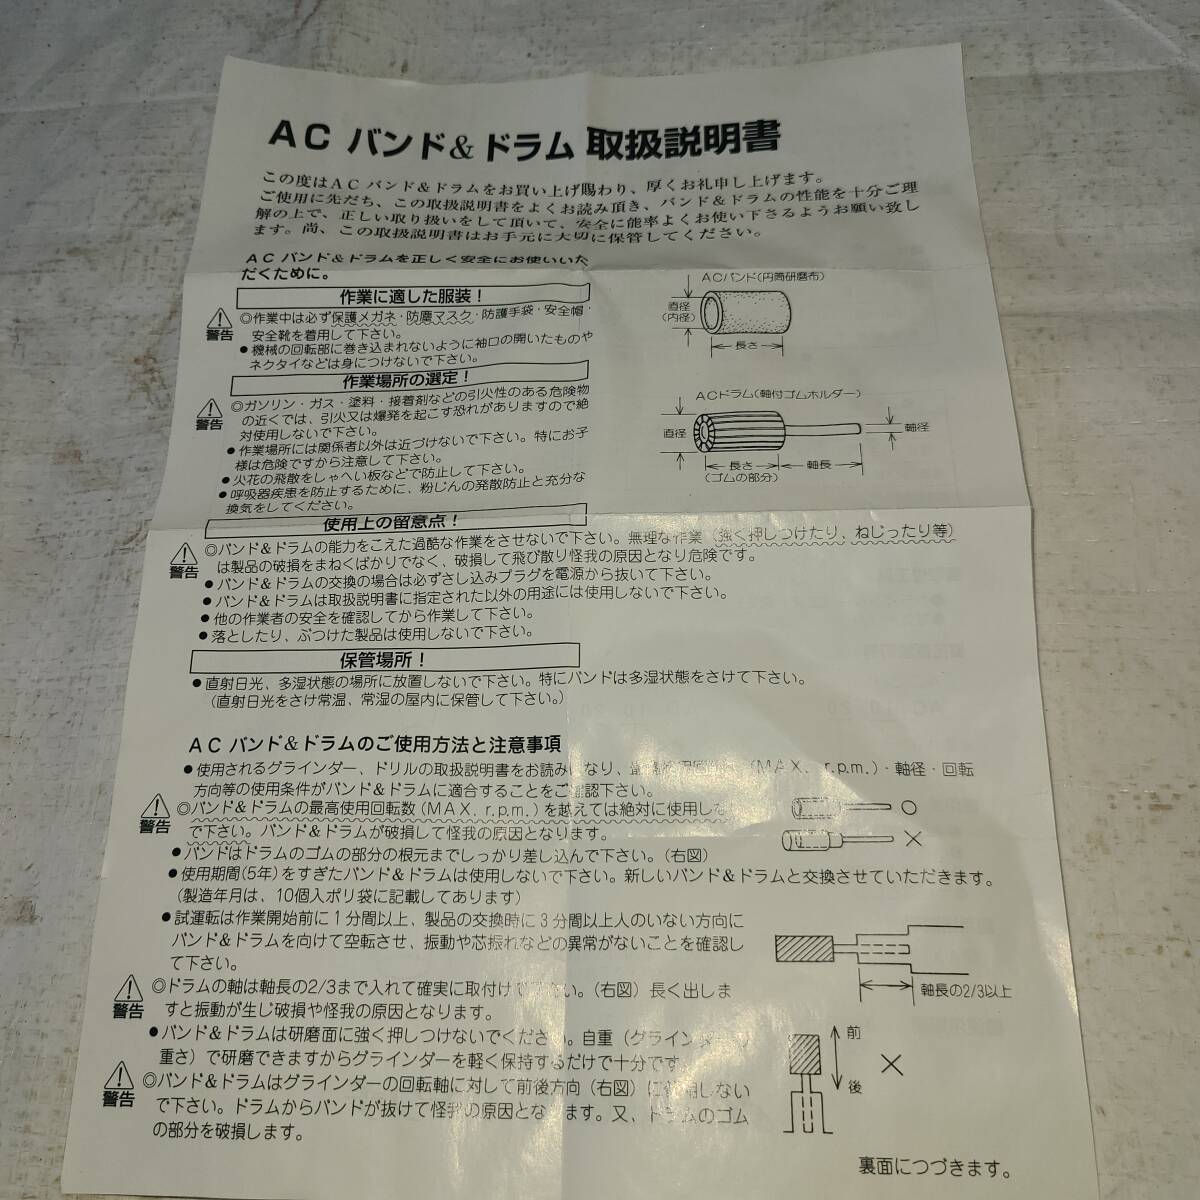 AC バンド&ドラム 取扱説明書
この度はAC バンド&ドラムをお買い上げ賜わり、厚くお礼申し上げます。
ご使用に先だち、この取扱説明書をよくお読み頂き、バンド&ドラムの性能を十分ご理
解の上で、正しい取り扱いをして頂いて、安全に能率よくお使い下さるようお願い致し
ます。尚、この取扱説明書はお手元に大切に保管してください。
AC バンド&ドラムを正しく安全にお使いいた
だくために。
作業に適した服装!
警告
◎作業中は必ず保護メガネ・防塵マスク・防護手袋・安全帽・
安全靴を着用して下さい。
●機械の回転部に巻き込まれないように袖口の開いたものや
ネクタイなどは身につけないで下さい。
作業場所の選定!
警告
◎ガソリン・ガス・塗料・接着剤などの引火性のある危険物
の近くでは、引火又は爆発を起こす恐れがありますので絶
対使用しないで下さい。
●作業場所には関係者以外は近づけないで下さい。特にお子
様は危険ですから注意して下さい。
●火花の飛散をしゃへい板などで防止して下さい。
●呼吸器疾患を防止するために、粉じんの発散防止と充分な
換気をしてください。
ACバンド(円筒研磨布)
直径
(内径)
長さ
ACドラム(軸付ゴムホルダー)
直径
軸径
長さ
(ゴムの部分)
軸長
使用上の留意点!
警告
◎バンド&ドラムの能力をこえた過酷な作業をさせないで下さい。無理な作業(強く押しつけたり、ねじったり等)
は製品の破損をまねくばかりでなく、破損して飛び散り怪我の原因となり危険です。
●バンド&ドラムの交換の場合は必ずさし込みプラグを電源から抜いて下さい。
●バンド&ドラムは取扱説明書に指定された以外の用途には使用しないで下さい。
●他の作業者の安全を確認してから作業して下さい。
●落としたり、ぶつけた製品は使用しないで下さい。
保管場所!
●直射日光、多湿状態の場所に放置しないで下さい。特にバンドは多湿状態をさけて下さい。
(直射日光をさけ常温、常湿の屋内に保管して下さい。)
AC バンド&ドラムのご使用方法と注意事項
●使用されるグラインダー、ドリルの取扱説明書をお読みになり、(MAX. r.p.m.)・軸径・回転
方向等の使用条件がバンド&ドラムに適合することをご確認下さい。
警告
◎バンド&ドラムの最高使用回転数(MAX. r.p.m.)を越えては絶対に使用しな
で下さい。バンド&ドラムが破損して怪我の原因となります。
○
×
●バンドはドラムのゴムの部分の根元までしっかり差し込んで下さい。(右図)
●使用期間(5年)をすぎたバンド&ドラムは使用しないで下さい。新しいバンド&ドラムと交換させていただきます。
(製造年月は、10個入ポリ袋に記載してあります)
●試運転は作業開始前に1分間以上、製品の交換時に3分間以上人のいない方向に
バンド&ドラムを向けて空転させ、振動や芯振れなどの異常がないことを確認し
て下さい。
警告
◎ドラムの軸は軸長の2/3まで入れて確実に取付けて下さい。(右図)長く出しま
すと振動が生じ破損や怪我の原因となります。
軸長の2/3以上
●バンド&ドラムは研磨面に強く押しつけないでください。自重(グラインダーの
重さ)で研磨できますからグラインダーを軽く保持するだけで十分です
警告
◎バンド&ドラムはグラインダーの回転軸に対して前後方向(右図)に使用しない
で下さい。ドラムからバンドが抜けて怪我の原因となります。又、ドラムのゴム
の部分を破損します。
前
後
×
裏面につづきます。